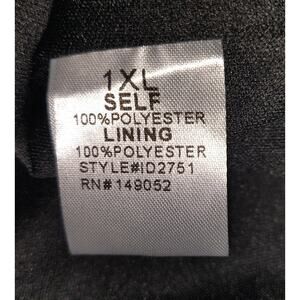 1XL
SELF
100%POLYESTER
LINING
100%POLYESTER
STYLE#ID2751
RN#149052